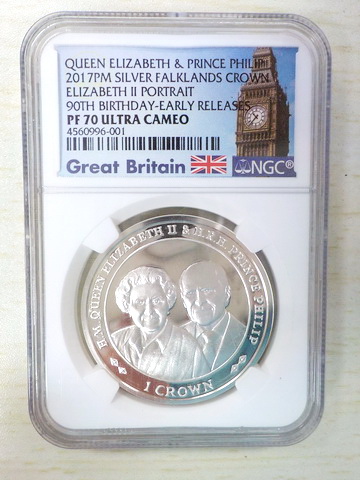 QUEEN ELIZABETH & PRINCE PHILIP
2017PM SILVER FALKLANDS CROWN
ELIZABETH II PORTRAIT
90TH BIRTHDAY-EARLY RELEASES
PF 70 ULTRA CAMEO
4560996-001
Great Britain NGC®
H.M. QUEEN ELIZABETH II & H.R.H. PRINCE PHILIP
1 CROWN